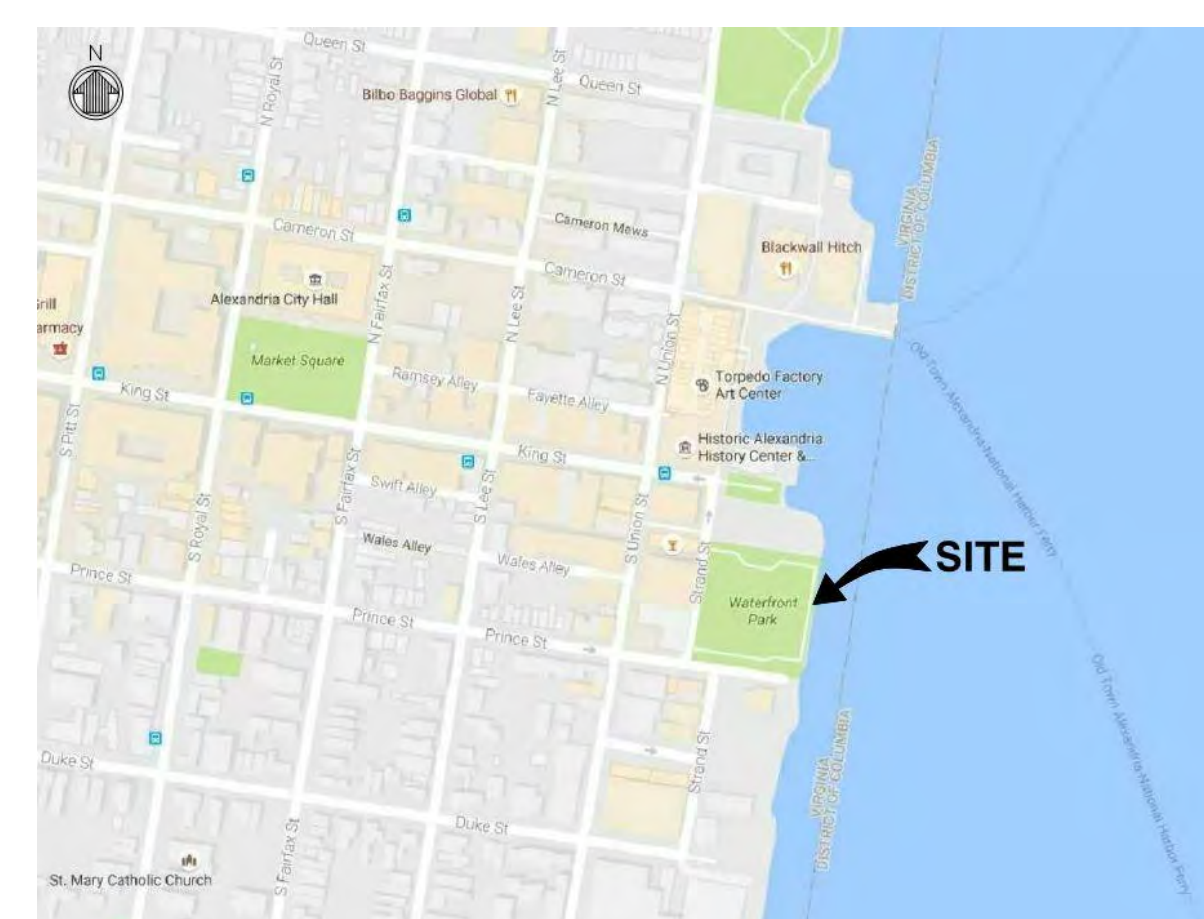 N
Queen St
Queen St
N Royal St
N Lee St
Bilbo Baggins Global
Cameron St
Cameron Mews
VIRGINIA
DISTRICT OF COLUMBIA
Blackwall Hitch
Cameron St
Alexandria City Hall
N Fairfax St
N Lee St
N Union St
rill
armacy
Market Square
Ramsey Alley
Fayette Alley
Torpedo Factory
Art Center
Old Town Alexandria-National Harbor Ferry
King St
King St
Historic Alexandria
History Center &...
S Pitt St
S Royal St
S Fairfax St
Swift Alley
S Lee St
S Union St
Wales Alley
Wales Alley
Strand St
SITE
Waterfront
Park
Prince St
Prince St
Prince St
Old Town Alexandria-National Harbor Ferry
Strand St
VIRGINIA
DISTRICT OF COLUMBIA
Duke St
Duke St
S Fairfax St
St. Mary Catholic Church